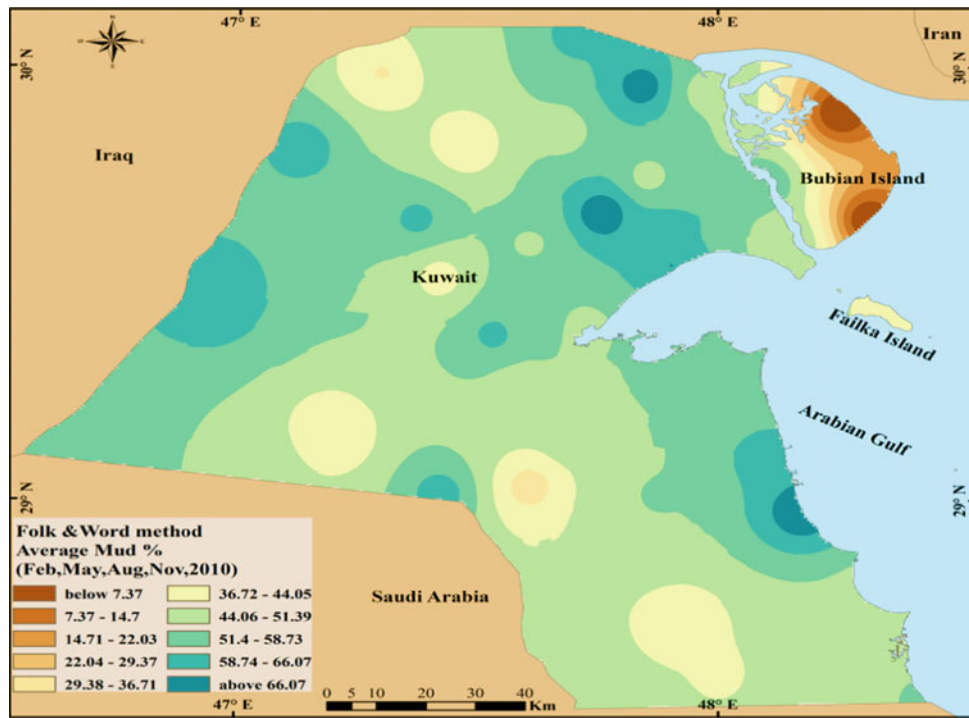 47° E
48° E
Iran
30° N
30° N
N
W
E
S
Iraq
Bubian Island
Kuwait
Failka Island
Arabian Gulf
29° N
29° N
Folk & Word method
Average Mud %
(Feb,May,Aug,Nov,2010)
below 7.37
7.37 - 14.7
14.71 - 22.03
22.04 - 29.37
29.38 - 36.71
36.72 - 44.05
44.06 - 51.39
51.4 - 58.73
58.74 - 66.07
above 66.07
Saudi Arabia
0 5 10 20 30 40
Km
47° E
48° E